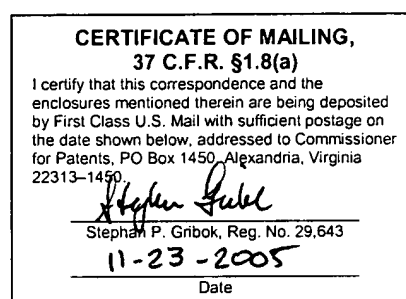 CERTIFICATE OF MAILING,
37 C.F.R. §1.8(a)
I certify that this correspondence and the
enclosures mentioned therein are being deposited
by First Class U.S. Mail with sufficient postage on
the date shown below, addressed to Commissioner
for Patents, PO Box 1450, Alexandria, Virginia
22313–1450.
Stephan P. Gribok, Reg. No. 29,643
11-23-2005
Date